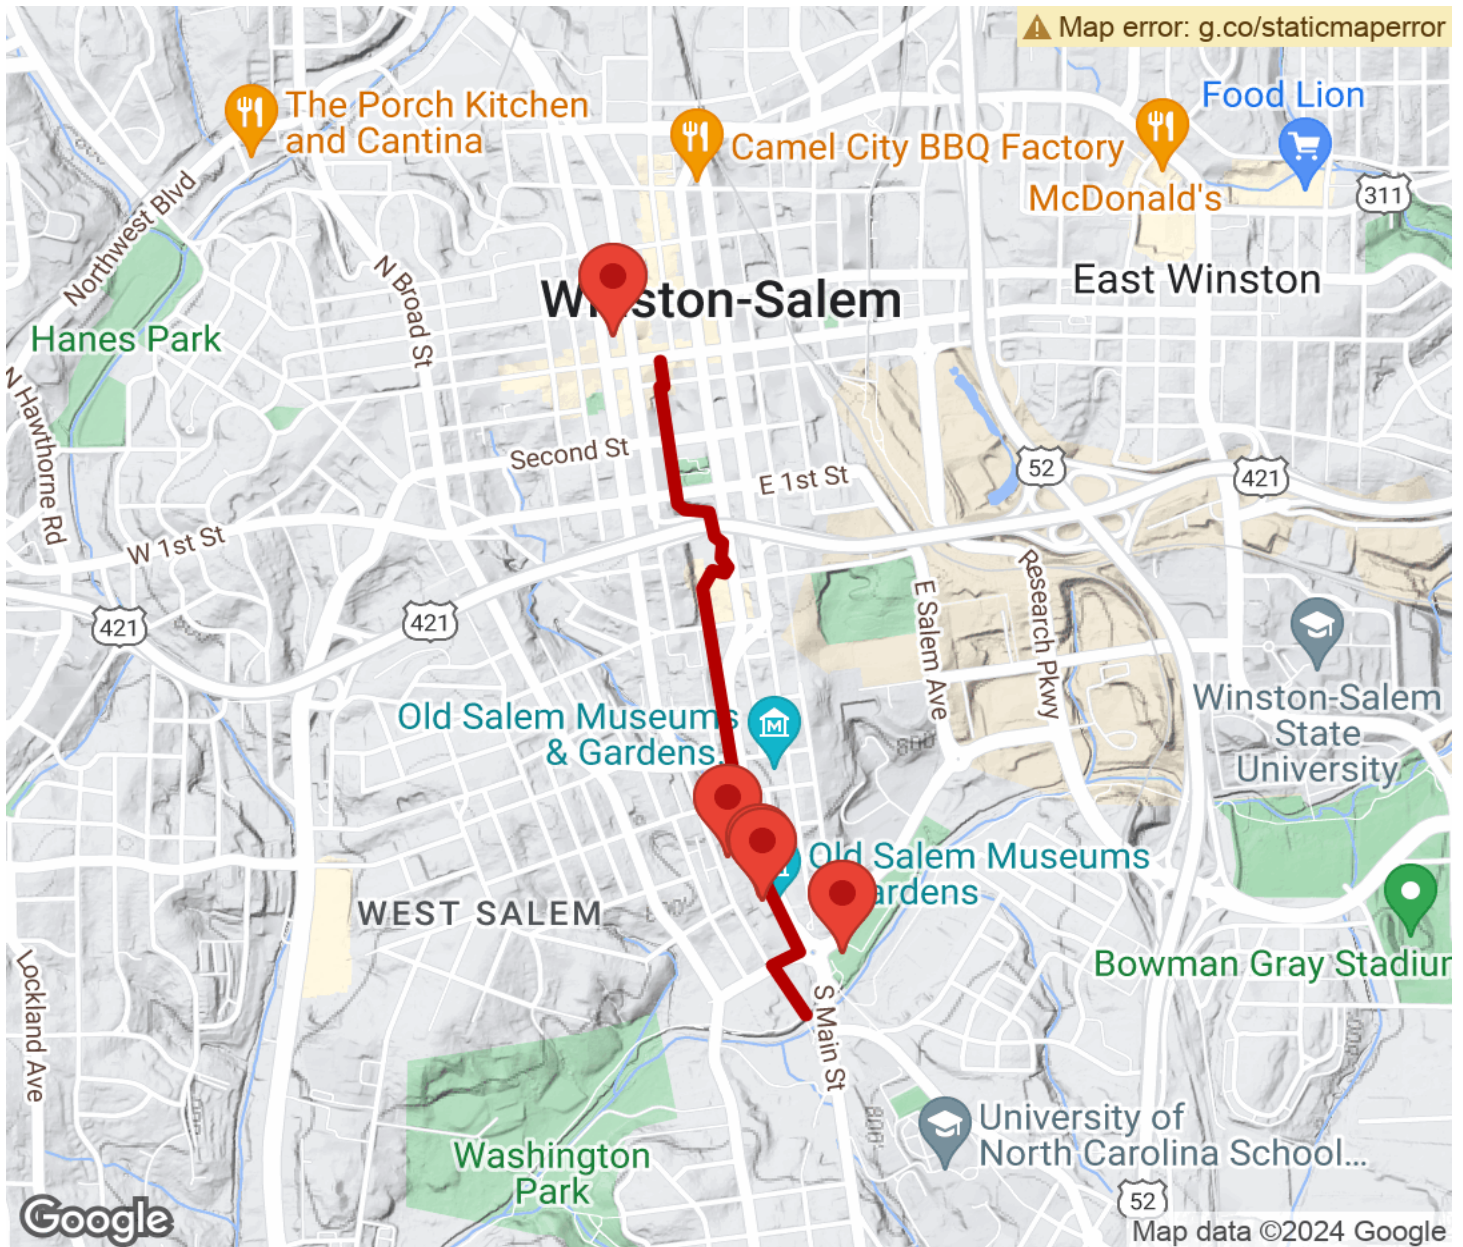 Map error: g.co/staticmaperror
Food Lion
The Porch Kitchen
and Cantina
Camel City BBQ Factory
McDonald's
311
Northwest Blvd
N Broad St
Winston-Salem
East Winston
Hanes Park
N Hawthorne Rd
Second St
E 1st St
52
421
W 1st St
421
421
E Salem Ave
Research Pkwy
Old Salem Museums
& Gardens,
800
Winston-Salem
State
University
Old Salem Museums
ardens
WEST SALEM
Lockland Ave
Bowman Gray Stadiur
S Main St
800
800
800
Washington
Park
University of
North Carolina School...
52
Google
Map data ©2024 Google